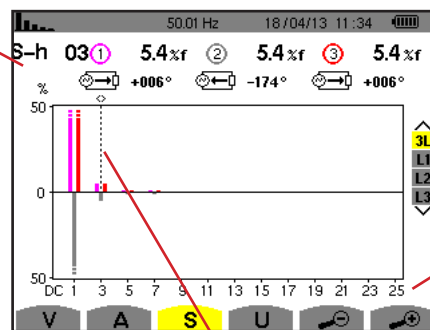 50.01 Hz 18/04/13 11:34
S-h 03 1 5.4%f 2 5.4%f 3 5.4%f
+006° -174° +006°
%
50
0
50
3L
L1
L2
L3
DC 1 3 5 7 9 11 13 15 17 19 21 23 25
V A S U